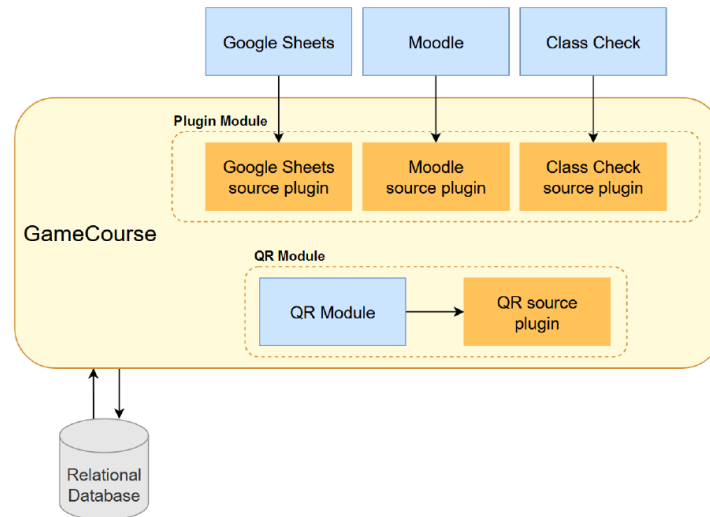 Google Sheets
Moodle
Class Check
Plugin Module
Google Sheets
source plugin
Moodle
source plugin
Class Check
source plugin
GameCourse
QR Module
QR Module
QR source
plugin
Relational
Database